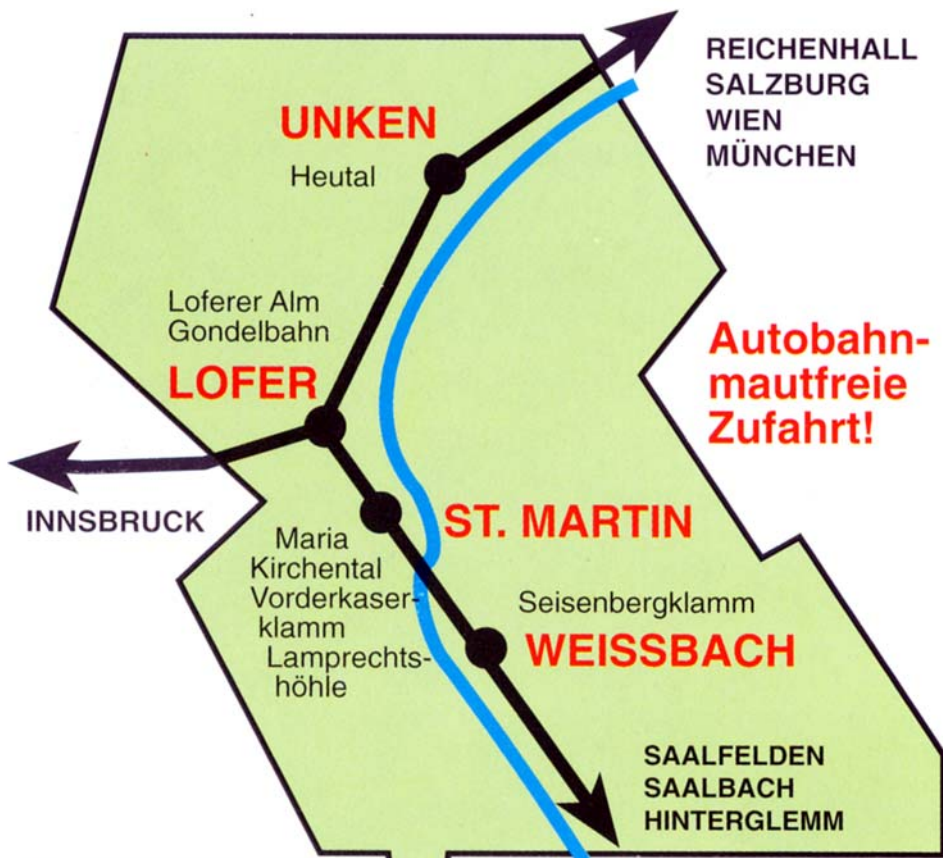 REICHENHALL
SALZBURG
WIEN
MÜNCHEN
UNKEN
Heutal
Loferer Alm
Gondelbahn
LOFER
Autobahn-
mautfreie
Zufahrt!
INNSBRUCK
ST. MARTIN
Maria
Kirchental
Vorderkaser-
klamm
Lamprechts-
höhle
Seisenbergklamm
WEISSBACH
SAALFELDEN
SAALBACH
HINTERGLEMM